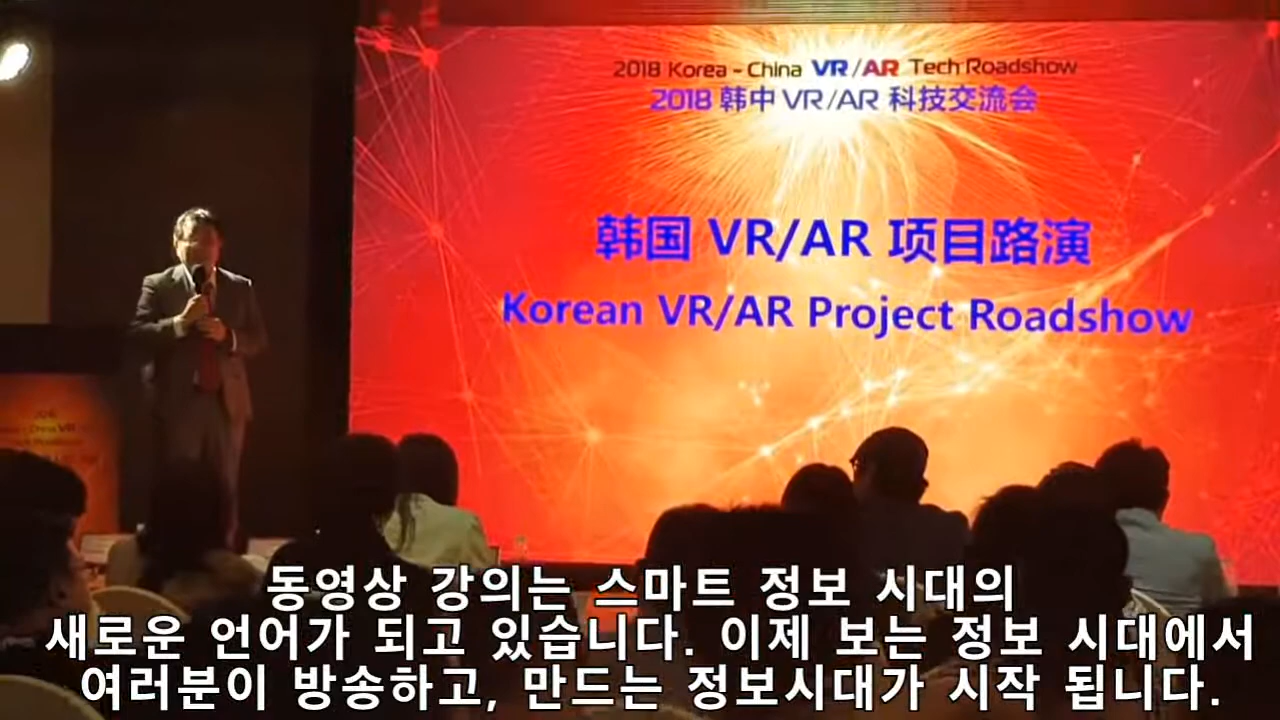 2018 Korea - China VR/AR Tech Roadshow
2018 韩中 VR/AR 科技交流会
韩国 VR/AR 项目路演
Korean VR/AR Project Roadshow
동영상 강의는 스마트 정보 시대의
새로운 언어가 되고 있습니다. 이제 보는 정보 시대에서
여러분이 방송하고, 만드는 정보시대가 시작 됩니다.